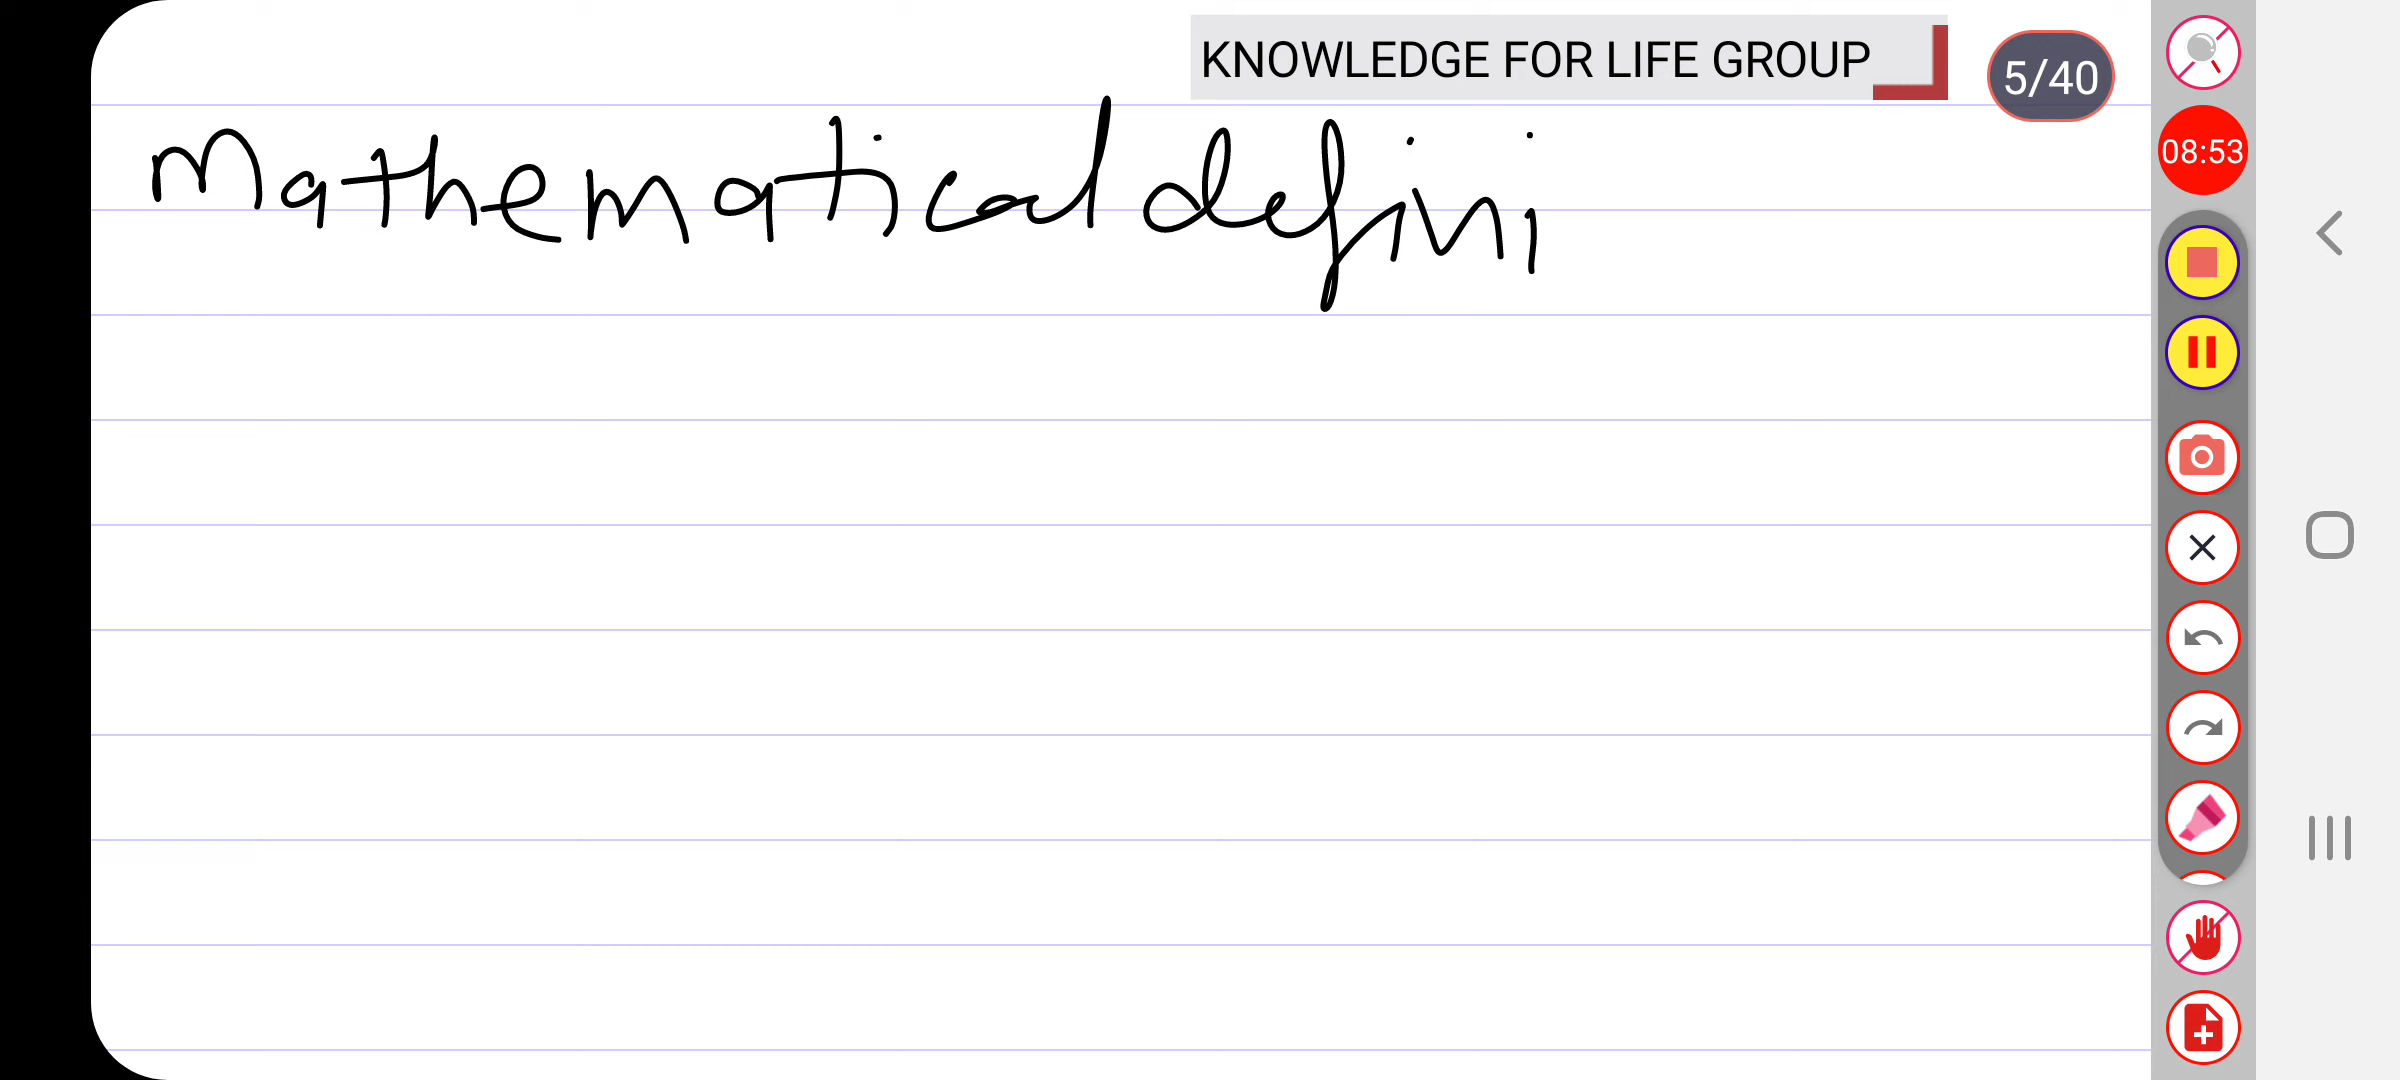 KNOWLEDGE FOR LIFE GROUP
5/40
08:53
Mathematical defini